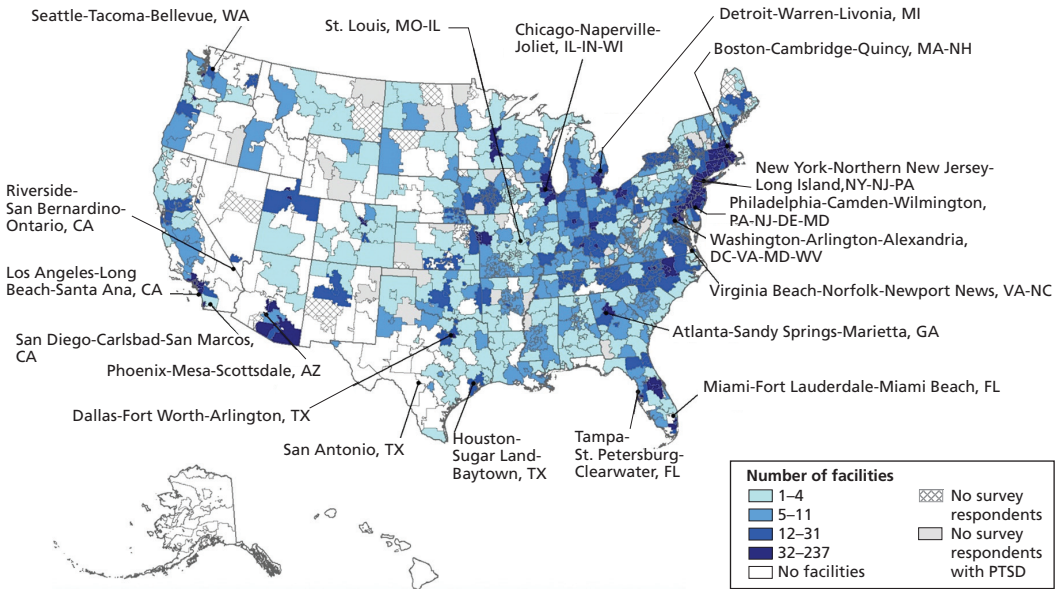 Seattle-Tacoma-Bellevue, WA
St. Louis, MO-IL
Chicago-Naperville-
Joliet, IL-IN-WI
Detroit-Warren-Livonia, MI
Boston-Cambridge-Quincy, MA-NH
New York-Northern New Jersey-
Long Island,NY-NJ-PA
Philadelphia-Camden-Wilmington,
PA-NJ-DE-MD
Washington-Arlington-Alexandria,
DC-VA-MD-WV
Virginia Beach-Norfolk-Newport News, VA-NC
Atlanta-Sandy Springs-Marietta, GA
Miami-Fort Lauderdale-Miami Beach, FL
Tampa-
St. Petersburg-
Clearwater, FL
Houston-
Sugar Land-
Baytown, TX
San Antonio, TX
Dallas-Fort Worth-Arlington, TX
Phoenix-Mesa-Scottsdale, AZ
San Diego-Carlsbad-San Marcos,
CA
Los Angeles-Long
Beach-Santa Ana, CA
Riverside-
San Bernardino-
Ontario, CA
Number of facilities
1–4
5–11
12–31
32–237
No facilities
No survey
respondents
No survey
respondents
with PTSD